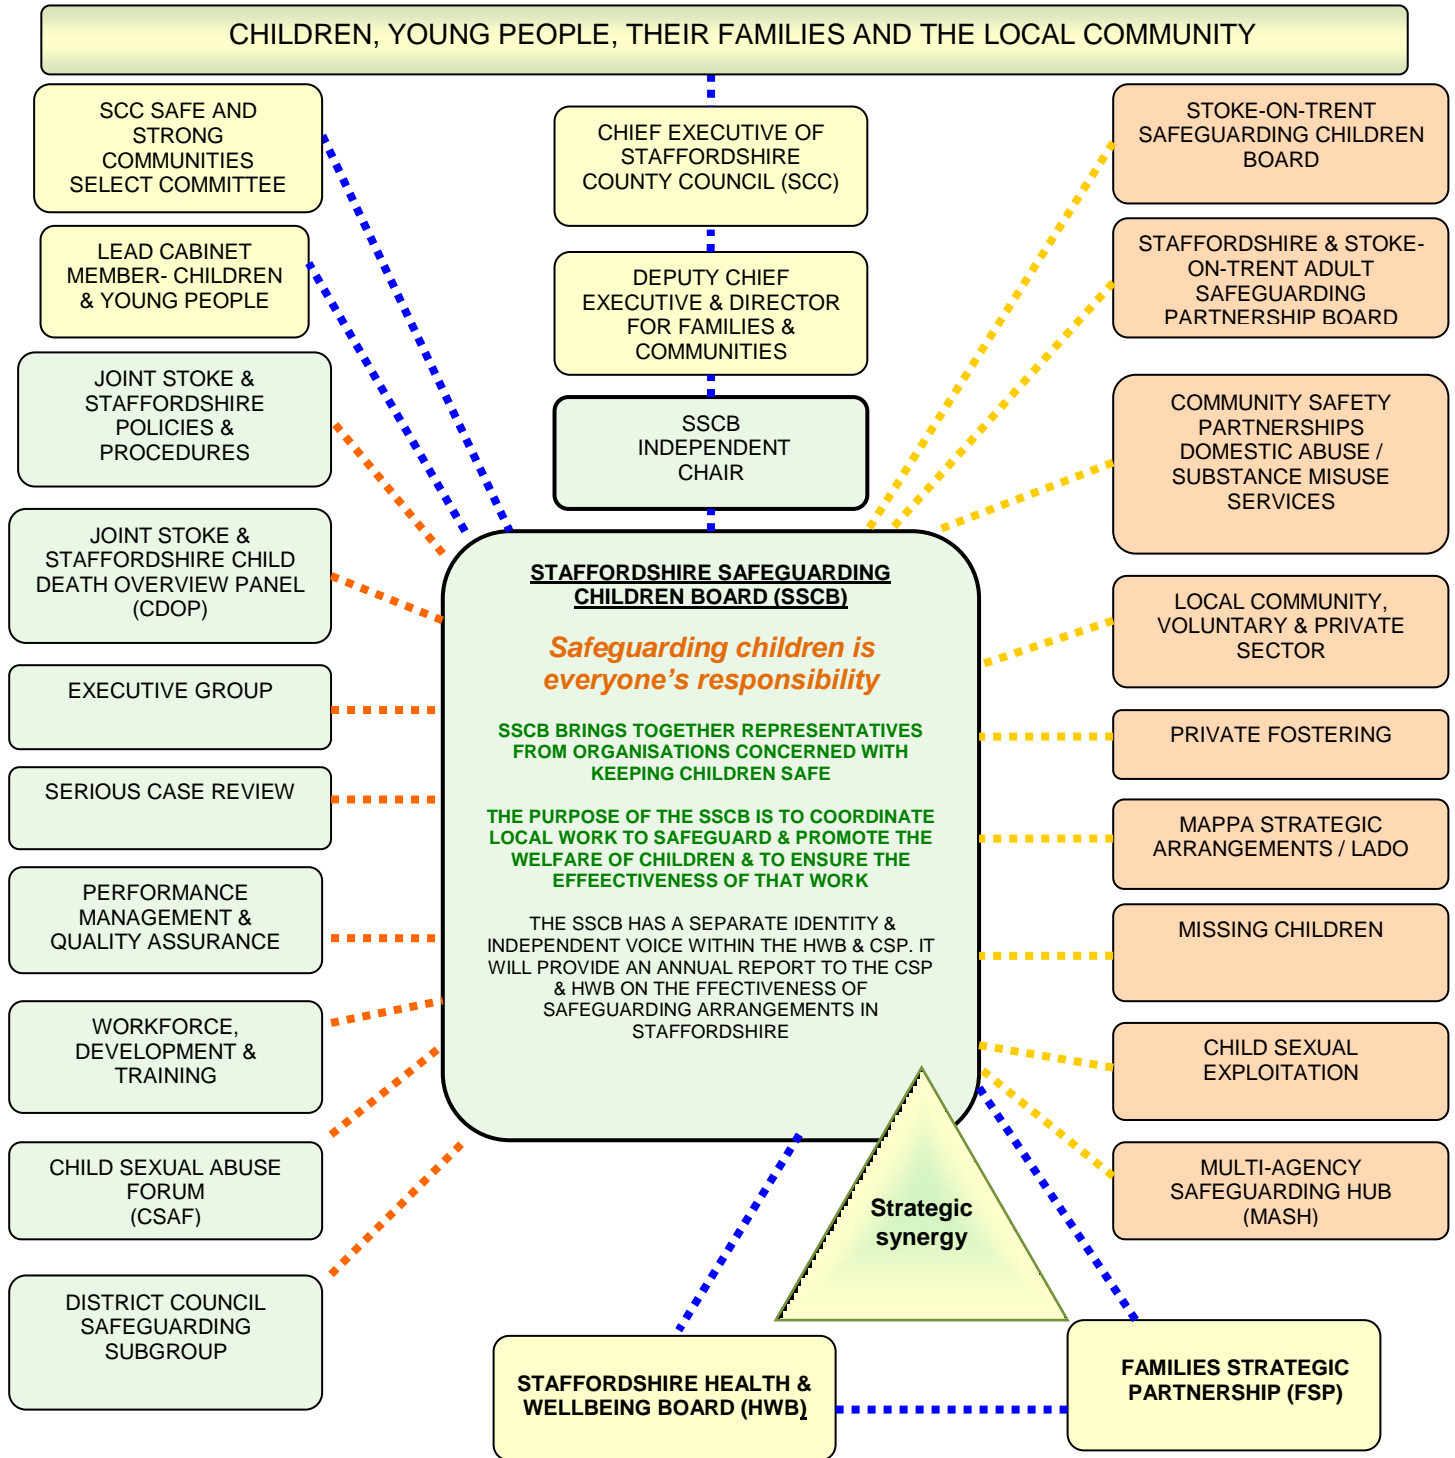 CHILDREN, YOUNG PEOPLE, THEIR FAMILIES AND THE LOCAL COMMUNITY
SCC SAFE AND
STRONG
COMMUNITIES
SELECT COMMITTEE
LEAD CABINET
MEMBER- CHILDREN
& YOUNG PEOPLE
JOINT STOKE &
STAFFORDSHIRE
POLICIES &
PROCEDURES
JOINT STOKE &
STAFFORDSHIRE CHILD
DEATH OVERVIEW PANEL
(CDOP)
EXECUTIVE GROUP
SERIOUS CASE REVIEW
PERFORMANCE
MANAGEMENT &
QUALITY ASSURANCE
WORKFORCE,
DEVELOPMENT &
TRAINING
CHILD SEXUAL ABUSE
FORUM
(CSAF)
DISTRICT COUNCIL
SAFEGUARDING
SUBGROUP
CHIEF EXECUTIVE OF
STAFFORDSHIRE
COUNTY COUNCIL (SCC)
DEPUTY CHIEF
EXECUTIVE & DIRECTOR
FOR FAMILIES &
COMMUNITIES
SSCB
INDEPENDENT
CHAIR
STAFFORDSHIRE SAFEGUARDING
CHILDREN BOARD (SSCB)
Safeguarding children is
everyone’s responsibility
SSCB BRINGS TOGETHER REPRESENTATIVES
FROM ORGANISATIONS CONCERNED WITH
KEEPING CHILDREN SAFE
THE PURPOSE OF THE SSCB IS TO COORDINATE
LOCAL WORK TO SAFEGUARD & PROMOTE THE
WELFARE OF CHILDREN & TO ENSURE THE
EFFEECTIVENESS OF THAT WORK
THE SSCB HAS A SEPARATE IDENTITY &
INDEPENDENT VOICE WITHIN THE HWB & CSP. IT
WILL PROVIDE AN ANNUAL REPORT TO THE CSP
& HWB ON THE FFECTIVENESS OF
SAFEGUARDING ARRANGEMENTS IN
STAFFORDSHIRE
Strategic
synergy
STAFFORDSHIRE HEALTH &
WELLBEING BOARD (HWB)
FAMILIES STRATEGIC
PARTNERSHIP (FSP)
STOKE-ON-TRENT
SAFEGUARDING CHILDREN
BOARD
STAFFORDSHIRE & STOKE-
ON-TRENT ADULT
SAFEGUARDING
PARTNERSHIP BOARD
COMMUNITY SAFETY
PARTNERSHIPS
DOMESTIC ABUSE /
SUBSTANCE MISUSE
SERVICES
LOCAL COMMUNITY,
VOLUNTARY & PRIVATE
SECTOR
PRIVATE FOSTERING
MAPPA STRATEGIC
ARRANGEMENTS / LADO
MISSING CHILDREN
CHILD SEXUAL
EXPLOITATION
MULTI-AGENCY
SAFEGUARDING HUB
(MASH)